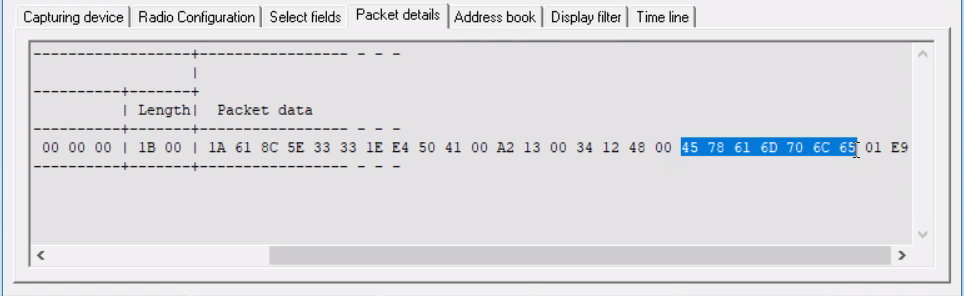 Capturing device | Radio Configuration | Select fields | Packet details | Address book | Display filter | Time line
--------------------+----------------- - - -
|
-----------+-------+
| Length| Packet data
-----------+-------+----------------- - - -
00 00 00 | 1B 00 | 1A 61 8C 5E 33 33 1E E4 50 41 00 A2 13 00 34 12 48 00 45 78 61 6D 70 6C 65 01 E9
-----------+-------+----------------- - - -